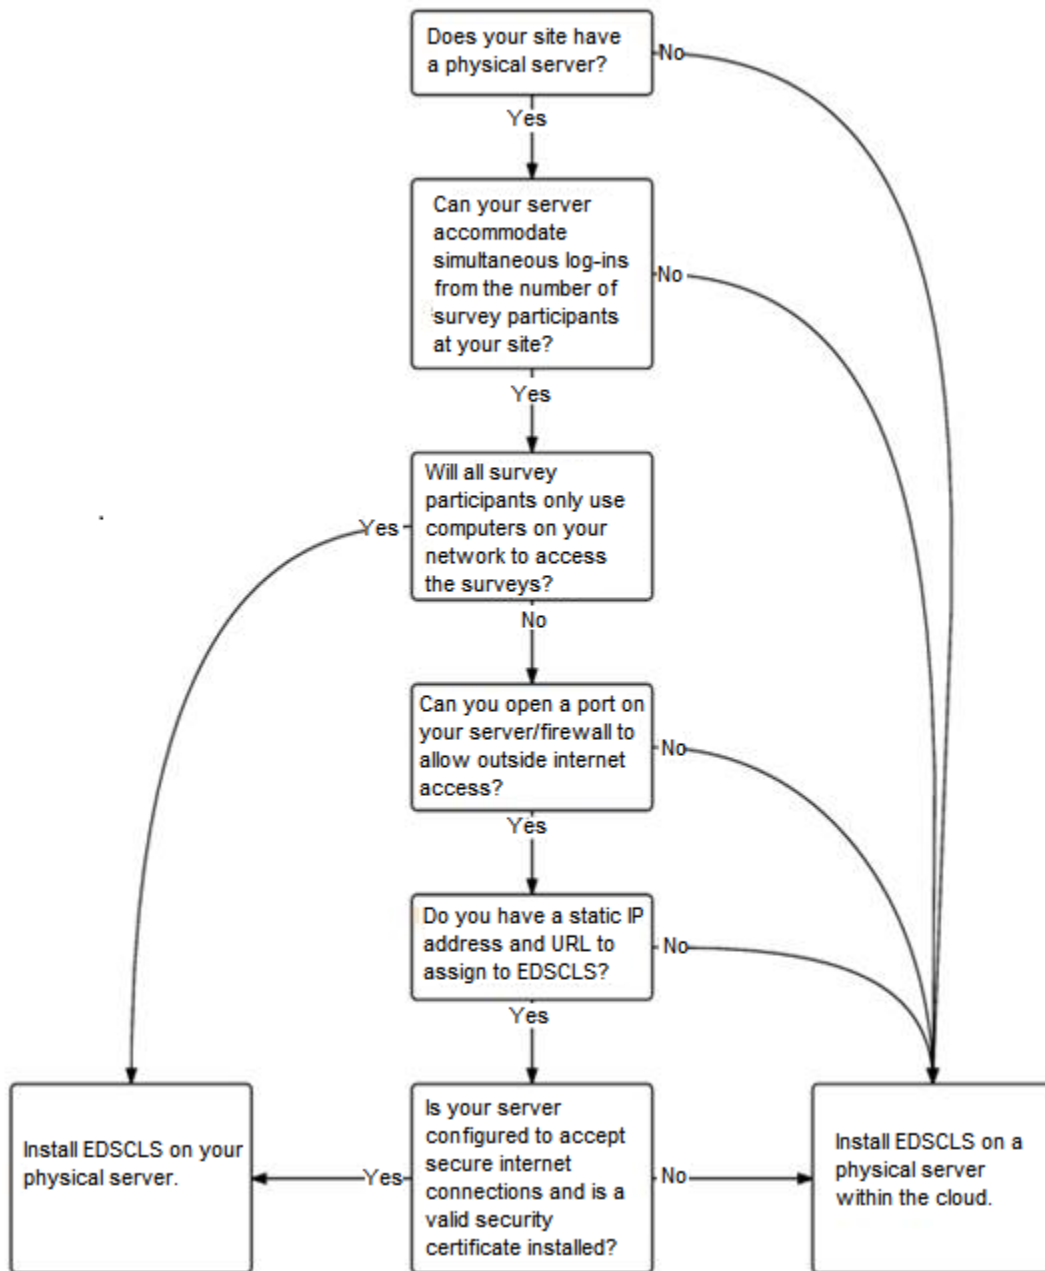 Does your site have
a physical server?
No
Yes
Can your server
accommodate
simultaneous log-ins
from the number of
survey participants
at your site?
No
Yes
Will all survey
participants only use
computers on your
network to access
the surveys?
Yes
No
Can you open a port on
your server/firewall to
allow outside internet
access?
No
Yes
Do you have a static IP
address and URL to
assign to EDSCLS?
No
Yes
Install EDSCLS on your
physical server.
Yes
Is your server
configured to accept
secure internet
connections and is a
valid security
certificate installed?
No
Install EDSCLS on a
physical server
within the cloud.